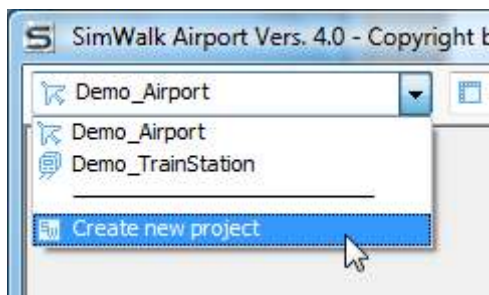 SimWalk Airport Vers. 4.0 - Copyright b
Demo_Airport
Demo_Airport
Demo_TrainStation
Create new project